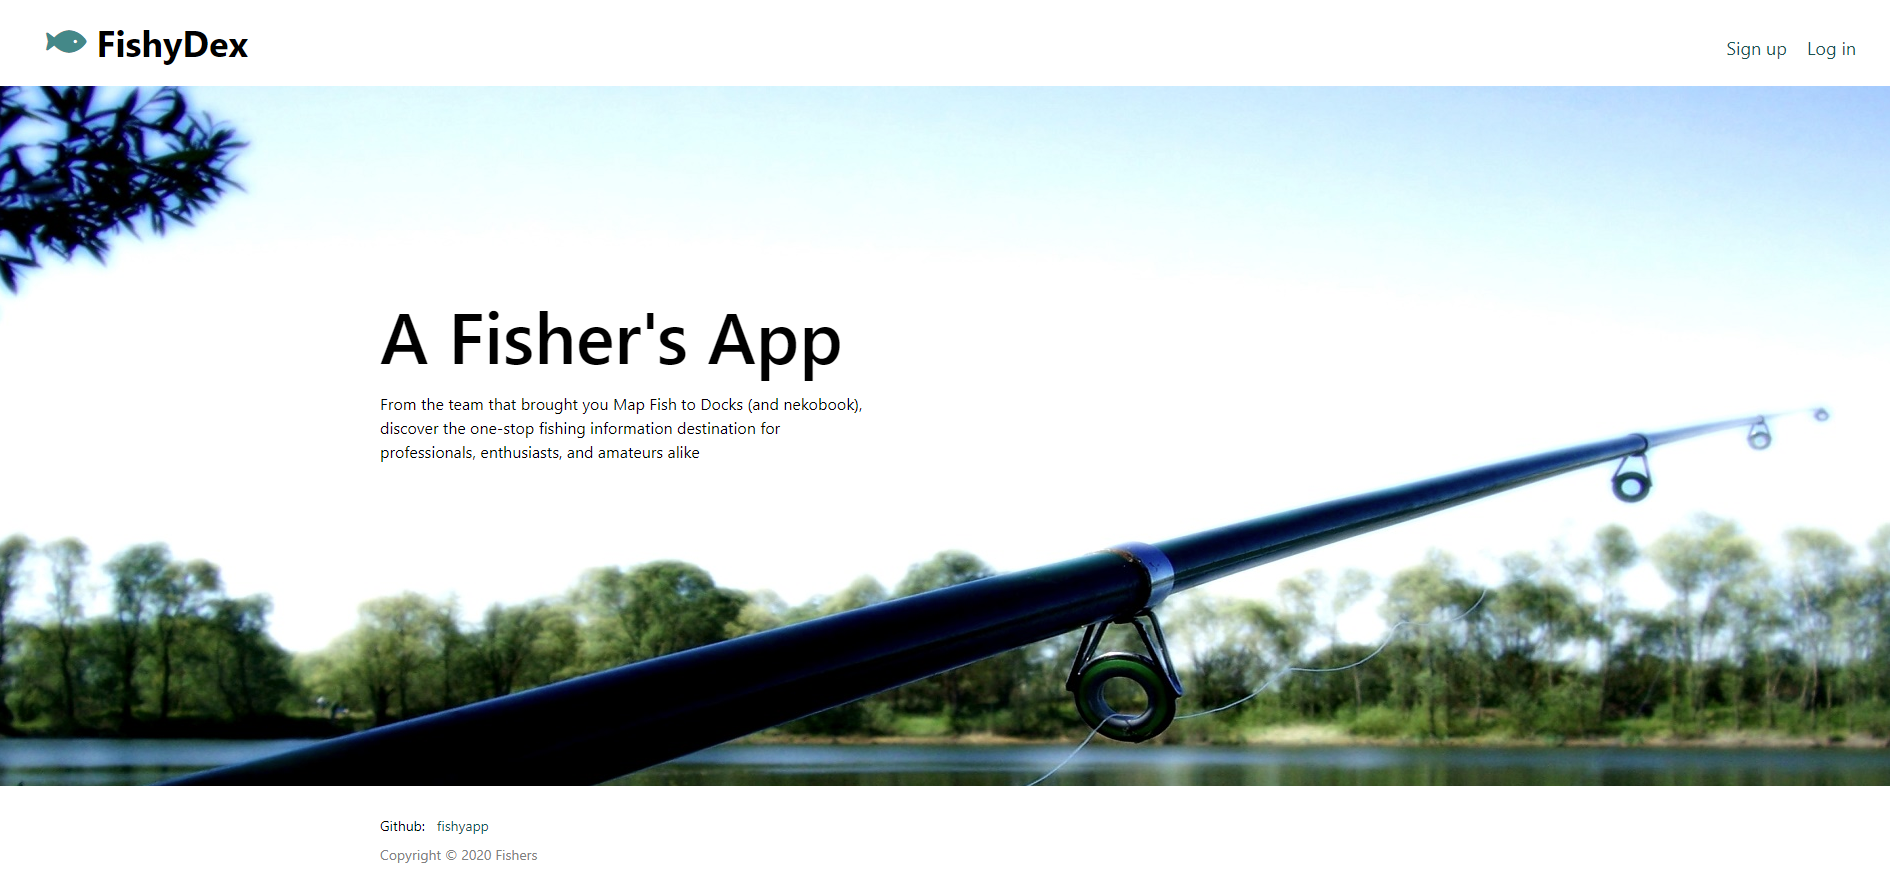 FishyDex
Sign up Log in
A Fisher's App
From the team that brought you Map Fish to Docks (and nekobook),
discover the one-stop fishing information destination for
professionals, enthusiasts, and amateurs alike
Github: fishyapp
Copyright © 2020 Fishers